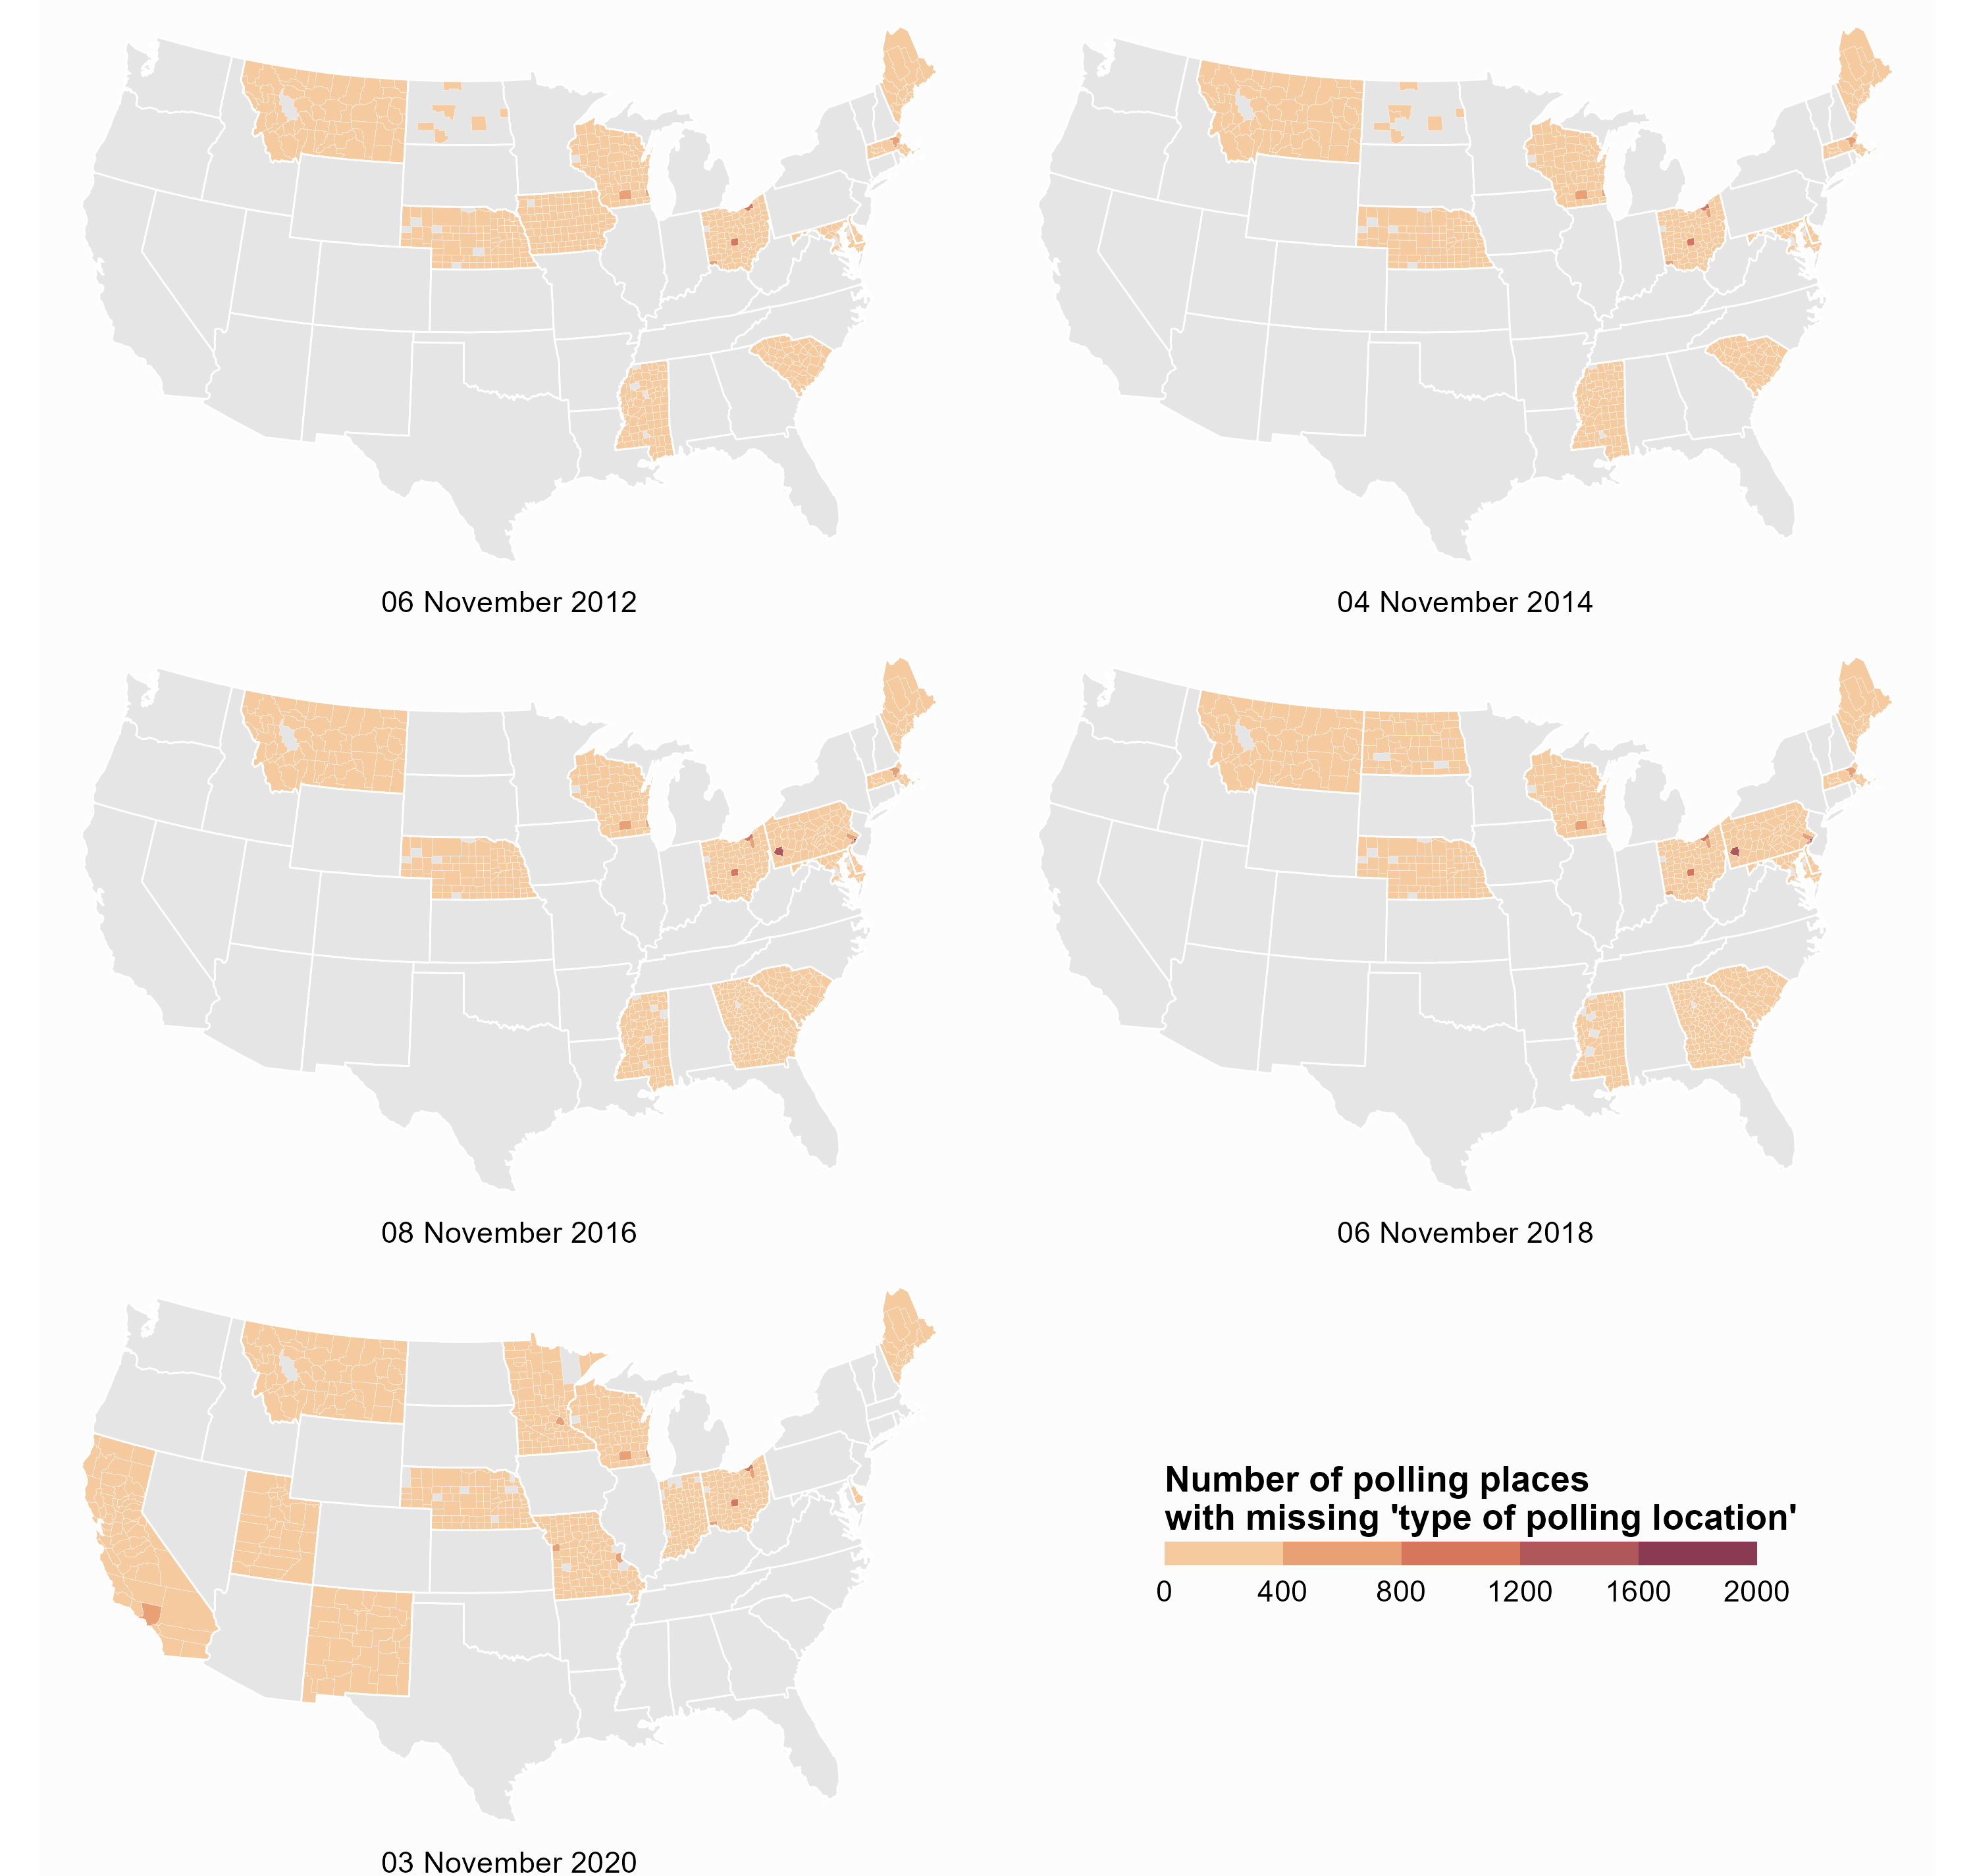 06 November 2012
04 November 2014
08 November 2016
06 November 2018
Number of polling places
with missing 'type of polling location'
0 400 800 1200 1600 2000
03 November 2020